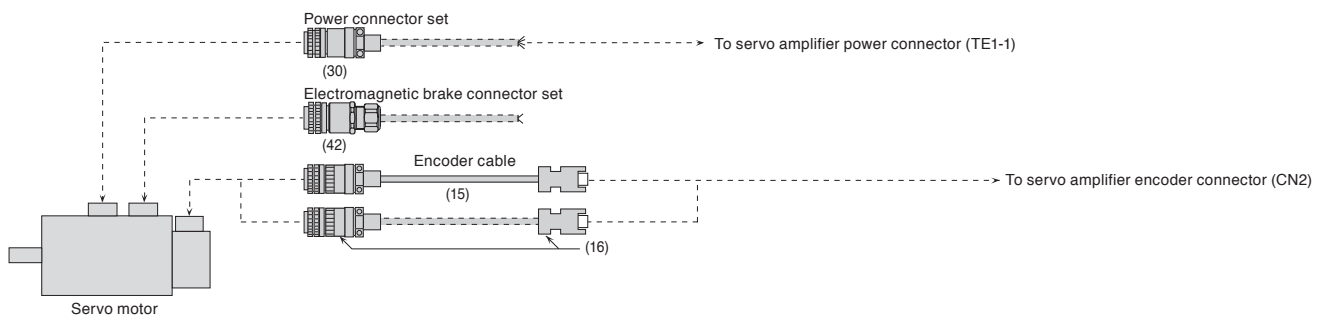 Power connector set
To servo amplifier power connector (TE1-1)
(30)
Electromagnetic brake connector set
(42)
Encoder cable
(15)
To servo amplifier encoder connector (CN2)
(16)
Servo motor